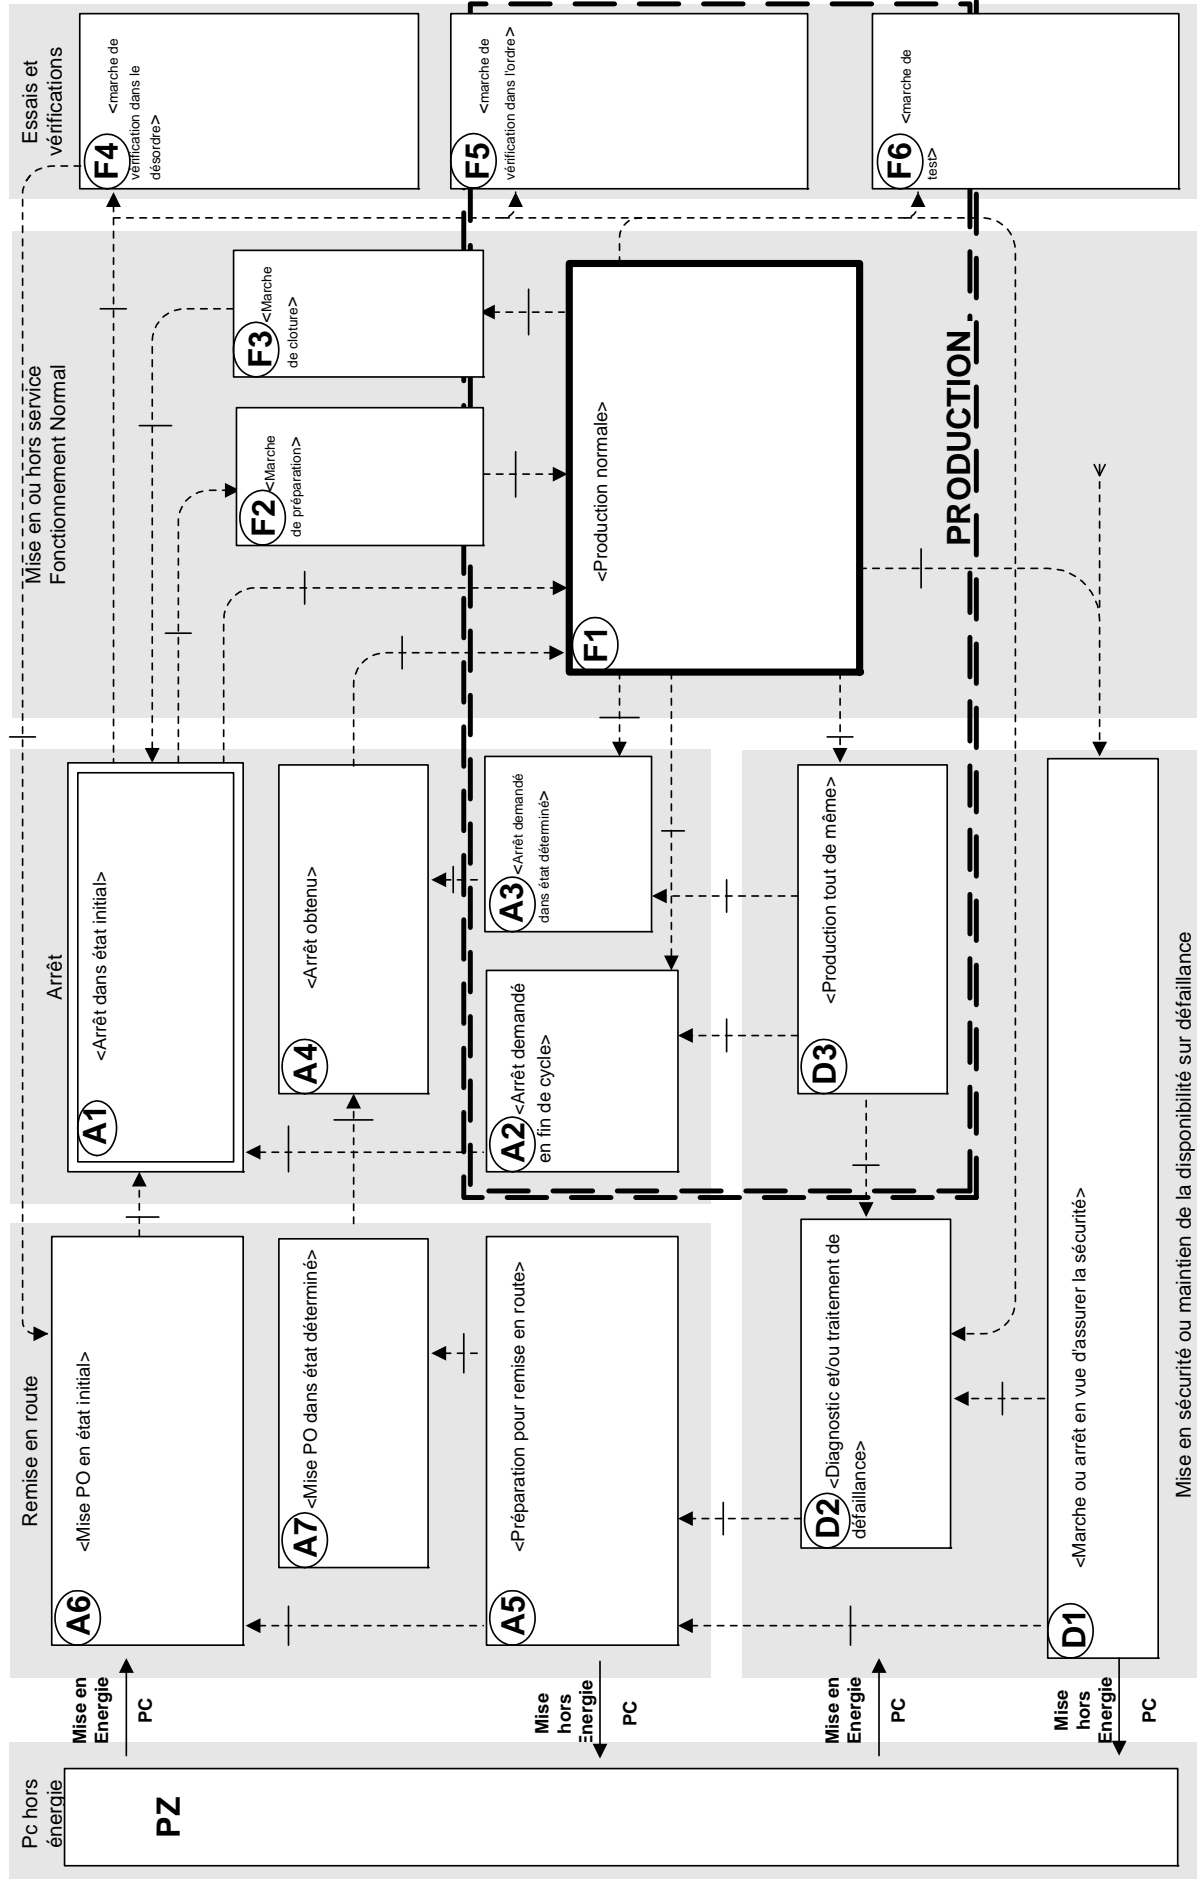 Pc hors
énergie
PZ
Mise en
Energie
PC
Mise
hors
Energie
PC
Mise en
Energie
PC
Mise
hors
Energie
PC
Remise en route
A6
<Mise PO en état initial>
A7 <Mise PO dans état déterminé>
A5
<Préparation pour remise en route>
Arrêt
A1
<Arrêt dans état initial>
A4
<Arrêt obtenu>
A2 <Arrêt demandé
en fin de cycle>
A3 <Arrêt demandé
dans état déterminé>
D2 <Diagnostic et/ou traitement de
défaillance>
D3
<Production tout de même>
D1
<Marche ou arrêt en vue d'assurer la sécurité>
Mise en sécurité ou maintien de la disponibilité sur défaillance
Mise en ou hors service
Fonctionnement Normal
F2 <Marche
de préparation>
F3 <Marche
de cloture>
F1
<Production normale>
PRODUCTION
Essais et
vérifications
F4 <marche de
vérification dans le
désordre>
F5 <marche de
vérification dans l'ordre>
F6 <marche de
test>